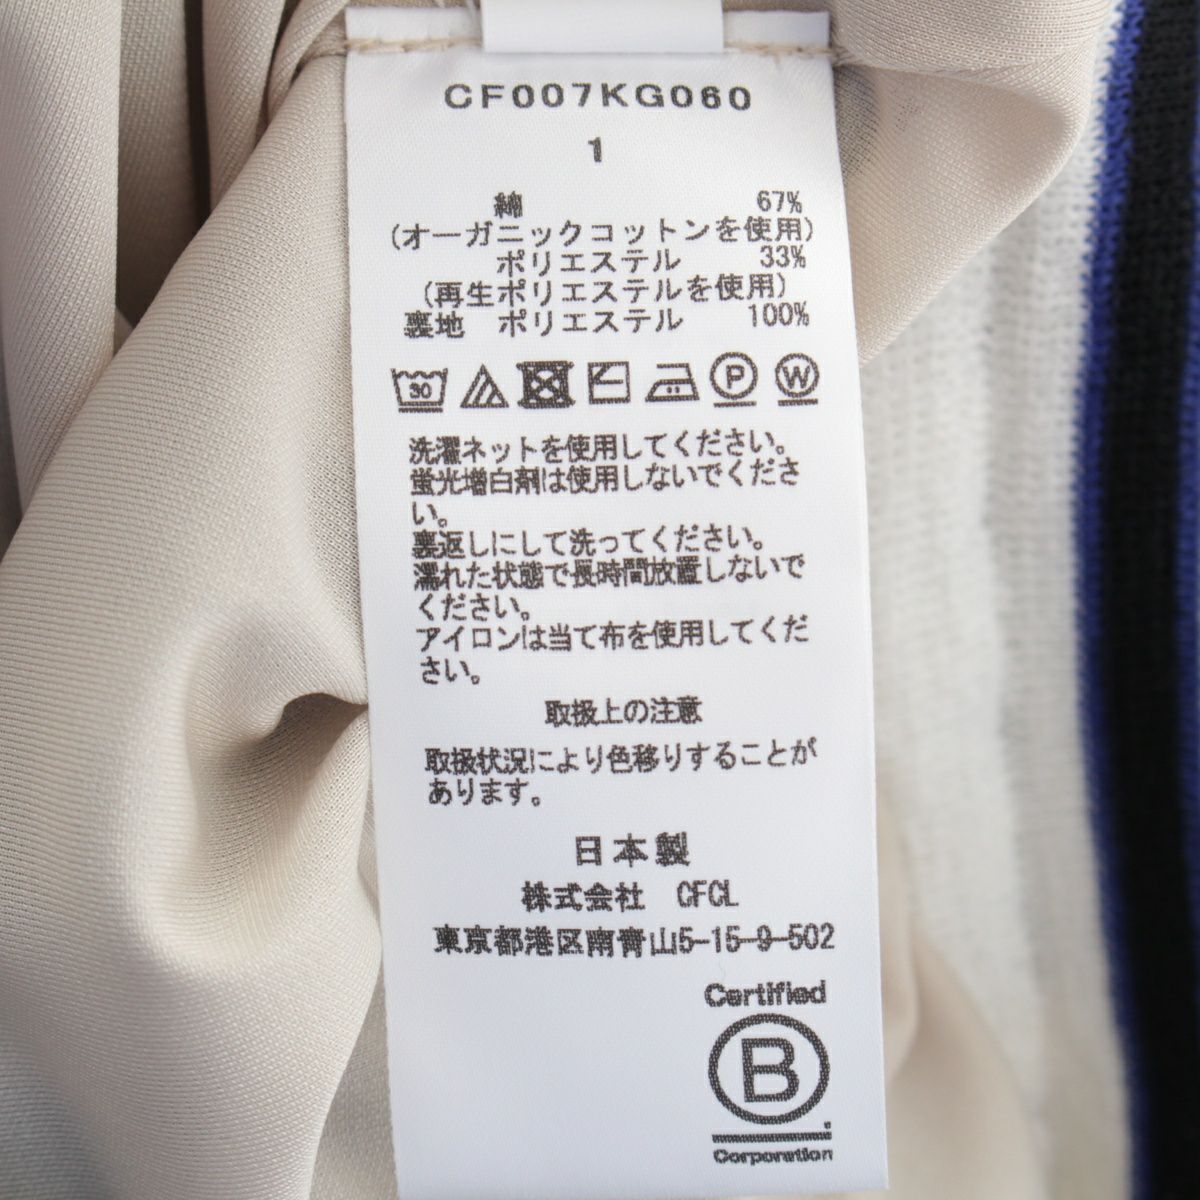 CF007KG060
1
綿 67%
(オーガニックコットンを使用)
ポリエステル 33%
(再生ポリエステルを使用)
裏地 ポリエステル 100%
30 P W
洗濯ネットを使用してください。
蛍光増白剤は使用しないでくださ
い。
裏返しにして洗ってください。
濡れた状態で長時間放置しないで
ください。
アイロンは当て布を使用してくだ
さい。
取扱上の注意
取扱状況により色移りすることが
あります。
日本製
株式会社 CFCL
東京都港区南青山5-15-9-502
Certified
B
Corporation